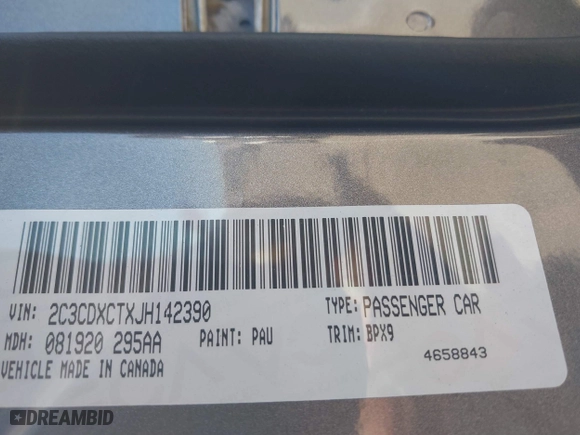 VIN: 2C3CDXCTXJH142390 TYPE: PASSENGER CAR
MDH: 081920 295AA PAINT: PAU TRIM: BPX9
VEHICLE MADE IN CANADA 4658843
DREAMBID